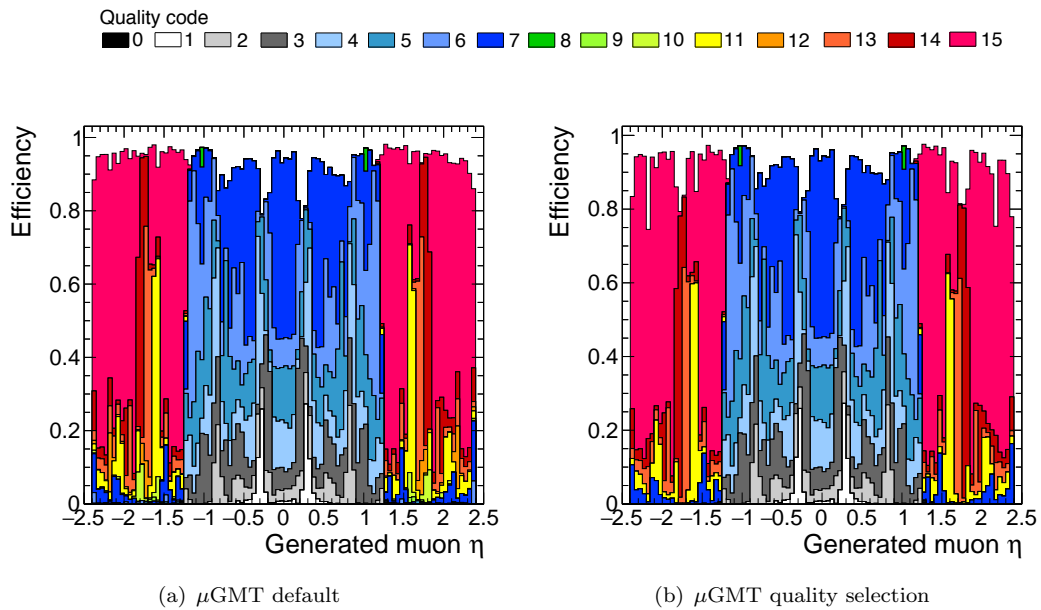 Quality code
0 1 2 3 4 5 6 7 8 9 10 11 12 13 14 15
Efficiency
1
0.8
0.6
0.4
0.2
0
−2.5 −2 −1.5 −1 −0.5 0 0.5 1 1.5 2 2.5
Generated muon η
(a) μGMT default
Efficiency
1
0.8
0.6
0.4
0.2
0
−2.5 −2 −1.5 −1 −0.5 0 0.5 1 1.5 2 2.5
Generated muon η
(b) μGMT quality selection